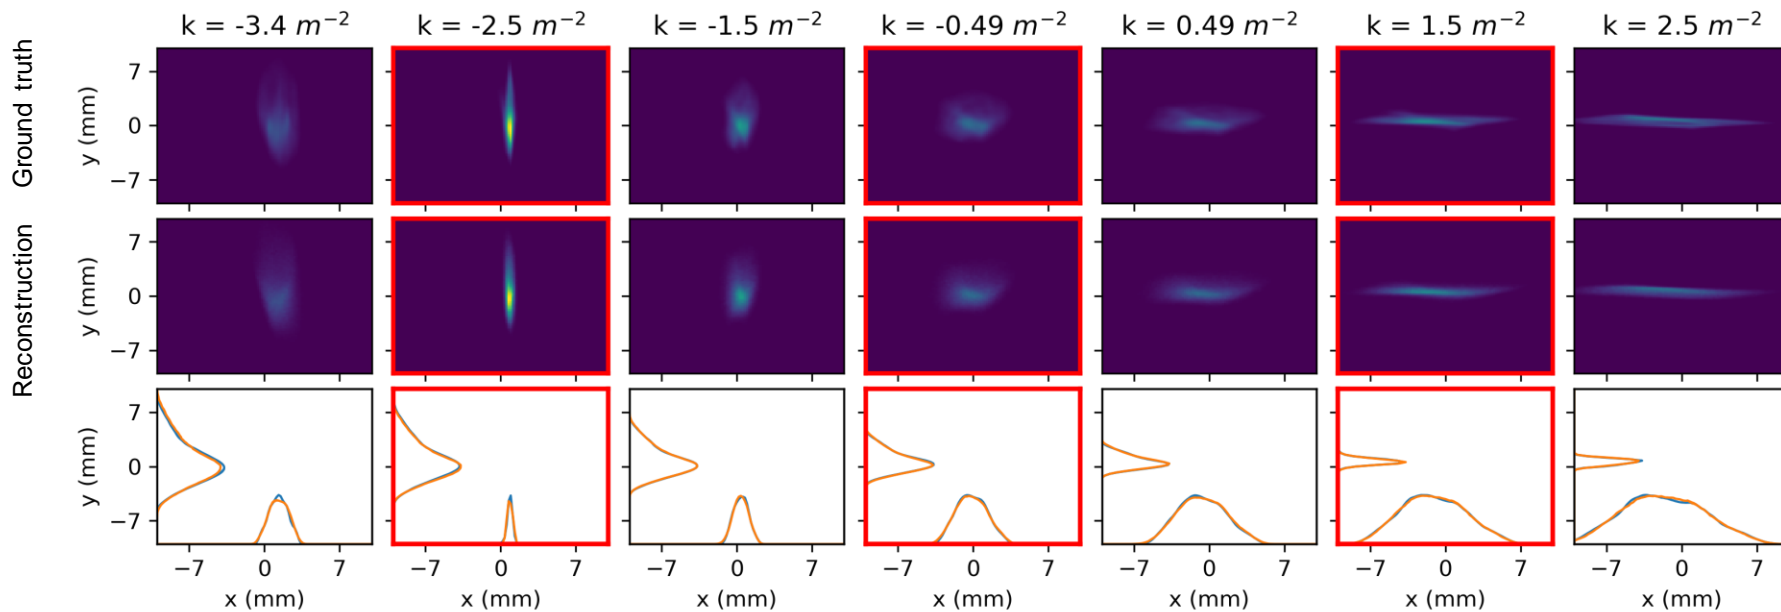 k = -3.4 m⁻² k = -2.5 m⁻² k = -1.5 m⁻² k = -0.49 m⁻² k = 0.49 m⁻² k = 1.5 m⁻² k = 2.5 m⁻²
Ground truth
y (mm)
7
0
−7
Reconstruction
y (mm)
7
0
−7
y (mm)
7
0
−7
−7 0 7 −7 0 7 −7 0 7 −7 0 7 −7 0 7 −7 0 7 −7 0 7
x (mm) x (mm) x (mm) x (mm) x (mm) x (mm) x (mm)